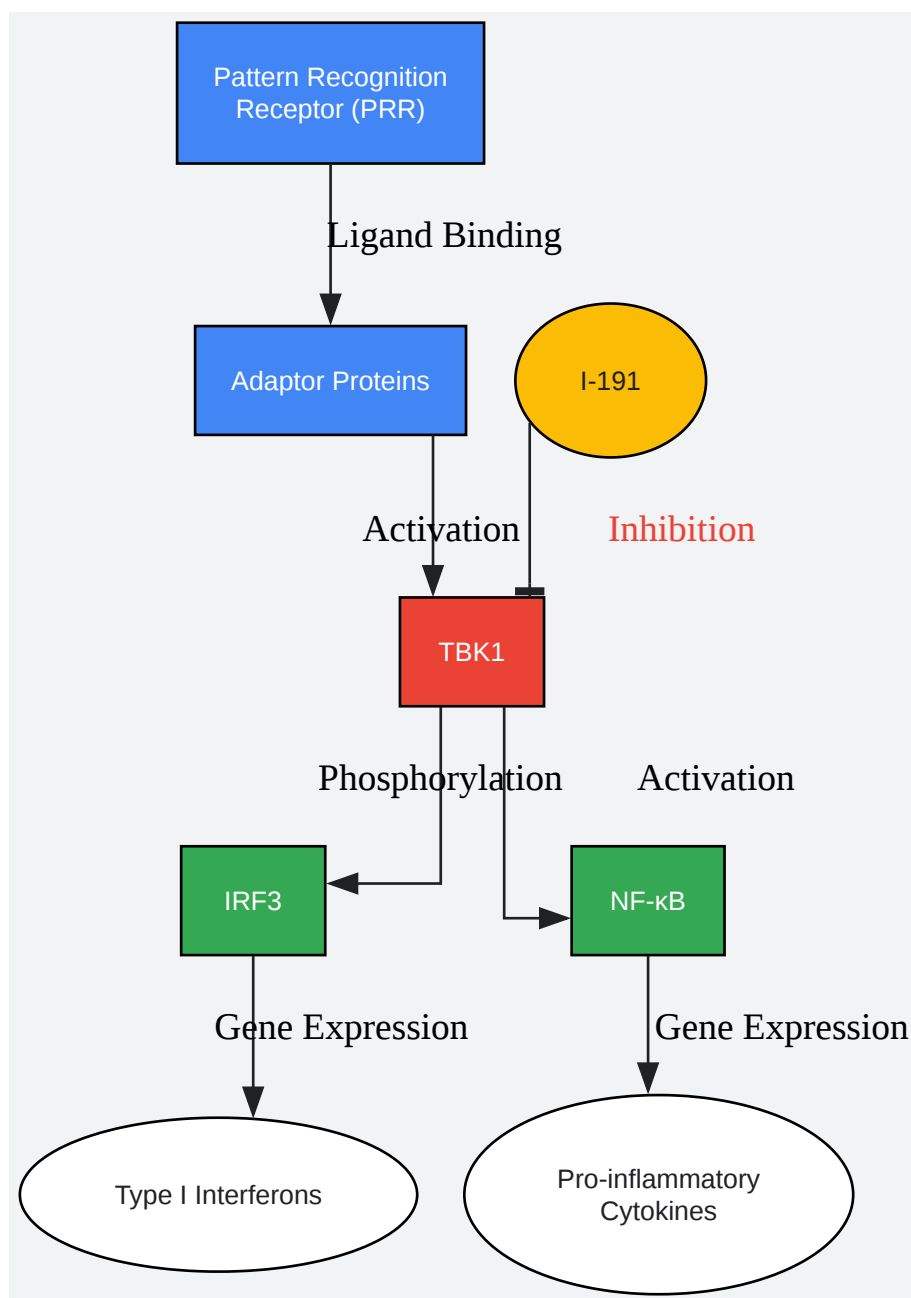 Pattern Recognition
Receptor (PRR)
Ligand Binding
Adaptor Proteins
I-191
Activation
Inhibition
TBK1
Phosphorylation
Activation
IRF3
NF-κB
Gene Expression
Gene Expression
Type I Interferons
Pro-inflammatory
Cytokines